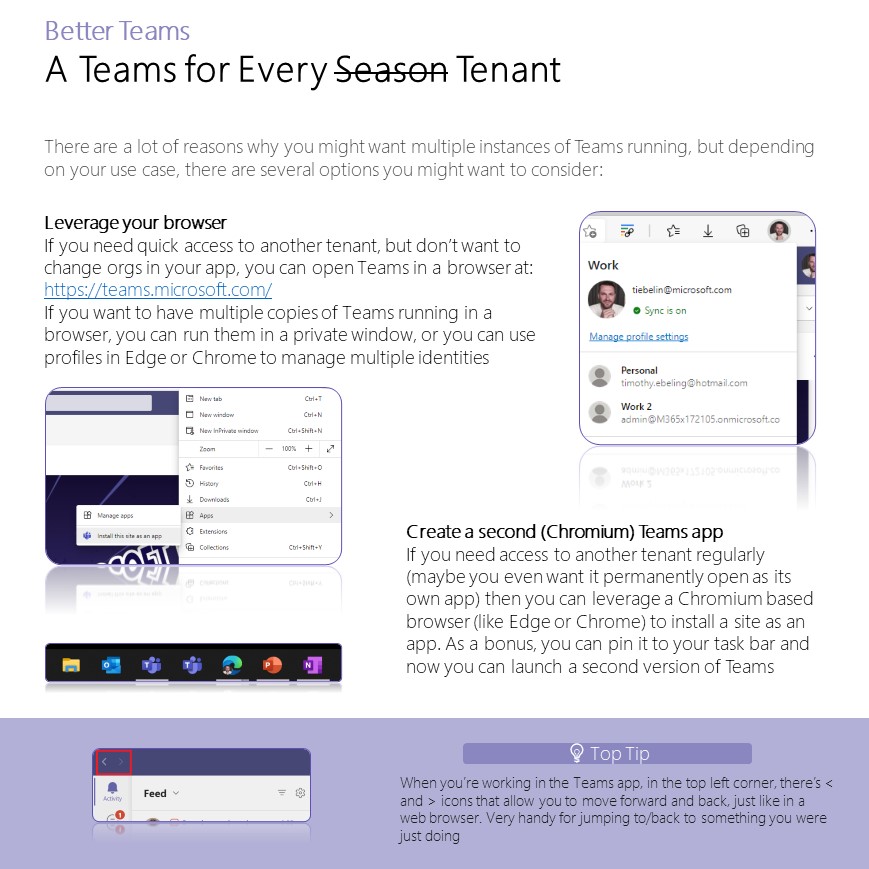 Better Teams
A Teams for Every Season Tenant
There are a lot of reasons why you might want multiple instances of Teams running, but depending
on your use case, there are several options you might want to consider:
Leverage your browser
If you need quick access to another tenant, but don't want to
change orgs in your app, you can open Teams in a browser at:
https://teams.microsoft.com/
If you want to have multiple copies of Teams running in a
browser, you can run them in a private window, or you can use
profiles in Edge or Chrome to manage multiple identities
Work
tiebelin@microsoft.com
Sync is on
Manage profile settings
Personal
timothy.ebeling@hotmail.com
Work 2
admin@M365x172105.onmicrosoft.co
New tab Ctrl+T
New window Ctrl+N
New InPrivate window Ctrl+Shift+N
Zoom — 100% +
Favorites Ctrl+Shift+O
History Ctrl+H
Downloads Ctrl+J
Apps
Extensions
Collections Ctrl+Shift+Y
Manage apps
Install this site as an app
Create a second (Chromium) Teams app
If you need access to another tenant regularly
(maybe you even want it permanently open as its
own app) then you can leverage a Chromium based
browser (like Edge or Chrome) to install a site as an
app. As a bonus, you can pin it to your task bar and
now you can launch a second version of Teams
Activity
Feed
1
Top Tip
When you're working in the Teams app, in the top left corner, there's <
and > icons that allow you to move forward and back, just like in a
web browser. Very handy for jumping to/back to something you were
just doing